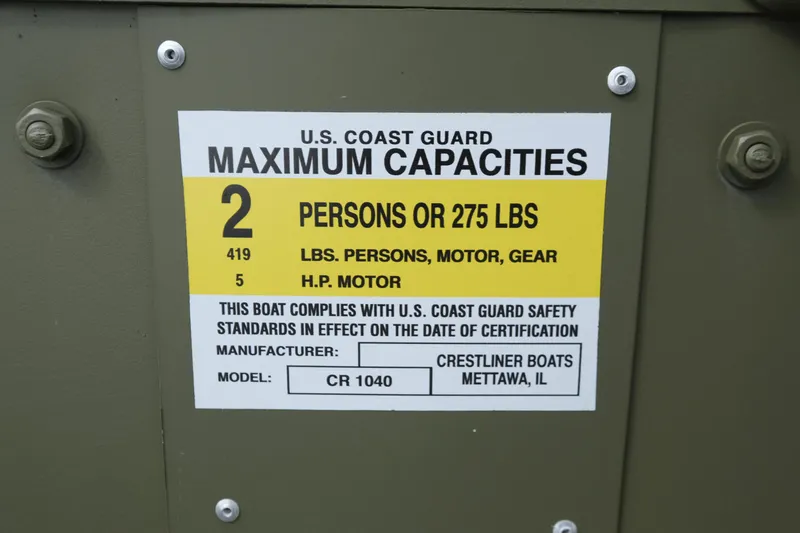 U.S. COAST GUARD
MAXIMUM CAPACITIES
2 PERSONS OR 275 LBS
419 LBS. PERSONS, MOTOR, GEAR
5 H.P. MOTOR
THIS BOAT COMPLIES WITH U.S. COAST GUARD SAFETY
STANDARDS IN EFFECT ON THE DATE OF CERTIFICATION
MANUFACTURER: CRESTLINER BOATS
METTAWA, IL
MODEL: CR 1040